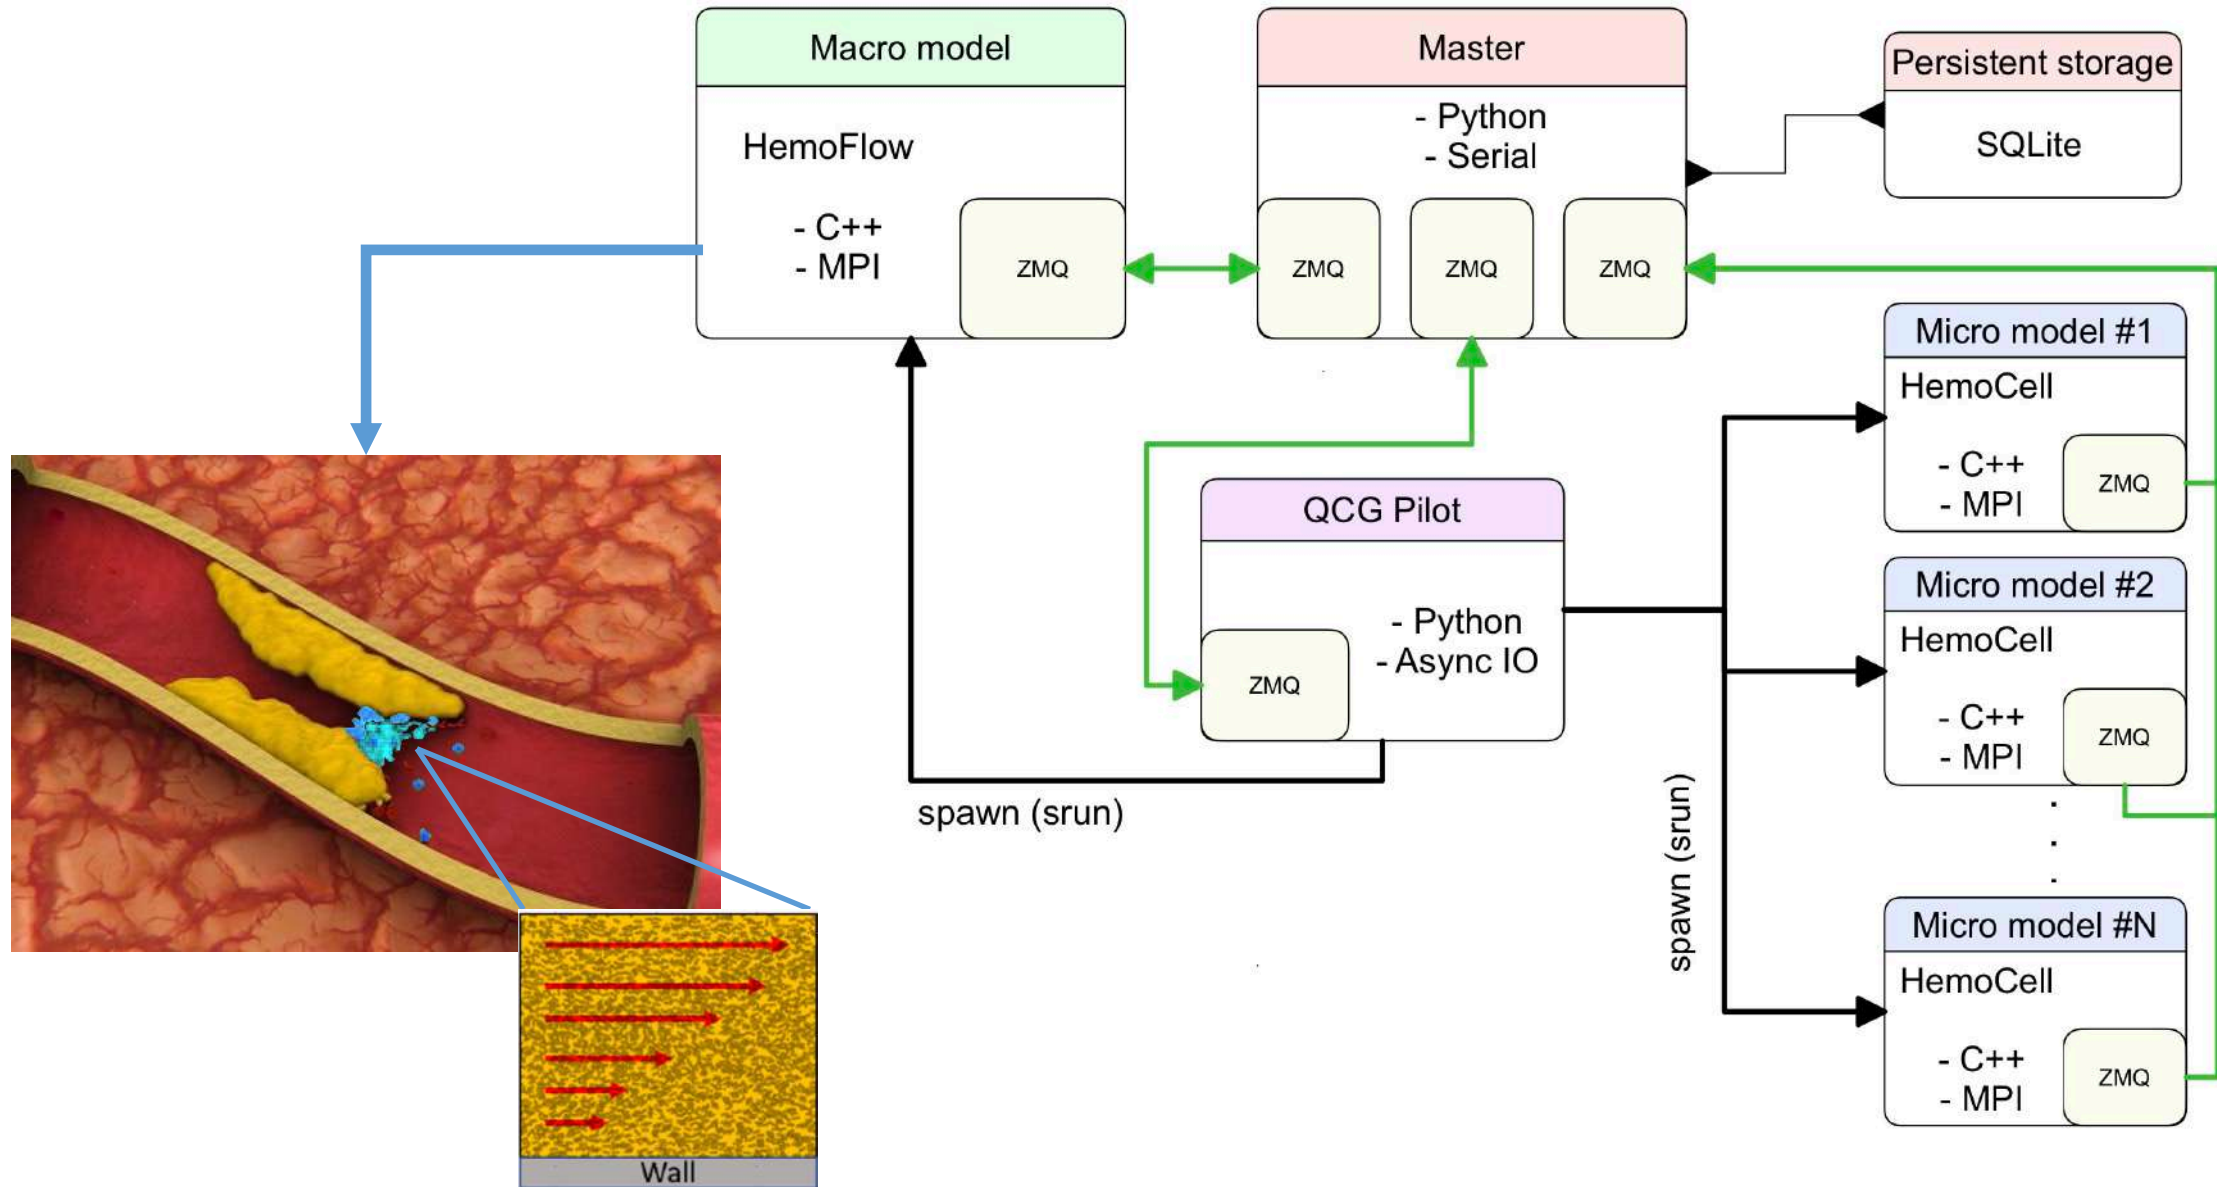 Macro model
HemoFlow
- C++
- MPI
ZMQ
Master
- Python
- Serial
ZMQ
ZMQ
ZMQ
Persistent storage
SQLite
QCG Pilot
- Python
- Async IO
ZMQ
spawn (srun)
spawn (srun)
Micro model #1
HemoCell
- C++
- MPI
ZMQ
Micro model #2
HemoCell
- C++
- MPI
ZMQ
Micro model #N
HemoCell
- C++
- MPI
ZMQ
Wall